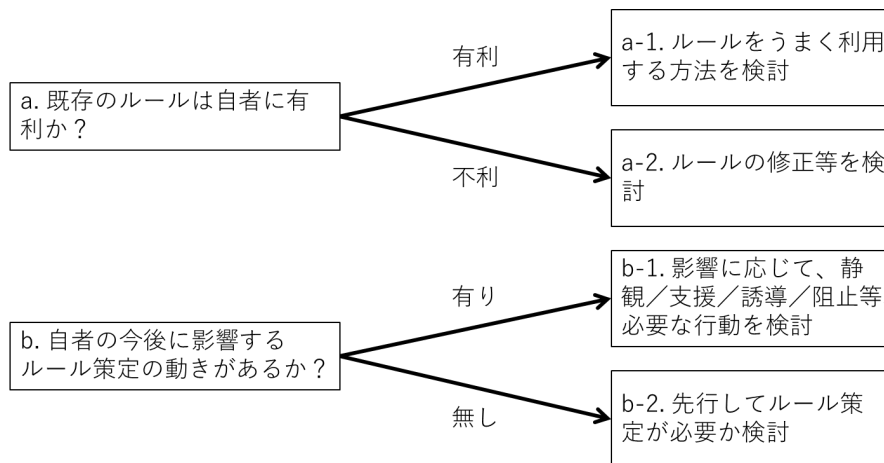 a. 既存のルールは自者に有
利か？
有利
a-1. ルールをうまく利用
する方法を検討
不利
a-2. ルールの修正等を検
討
b. 自者の今後に影響する
ルール策定の動きがあるか？
有り
b-1. 影響に応じて、静
観／支援／誘導／阻止等
必要な行動を検討
無し
b-2. 先行してルール策
定が必要か検討